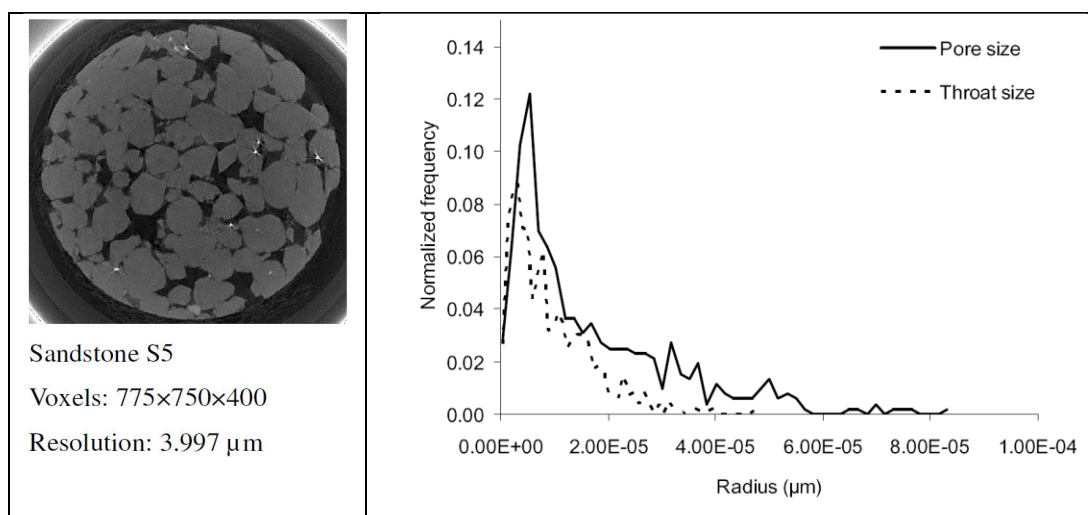 Sandstone S5
Voxels: 775×750×400
Resolution: 3.997 µm
Pore size
Throat size
Normalized frequency
0.14
0.12
0.10
0.08
0.06
0.04
0.02
0.00
0.00E+00 2.00E-05 4.00E-05 6.00E-05 8.00E-05 1.00E-04
Radius (µm)